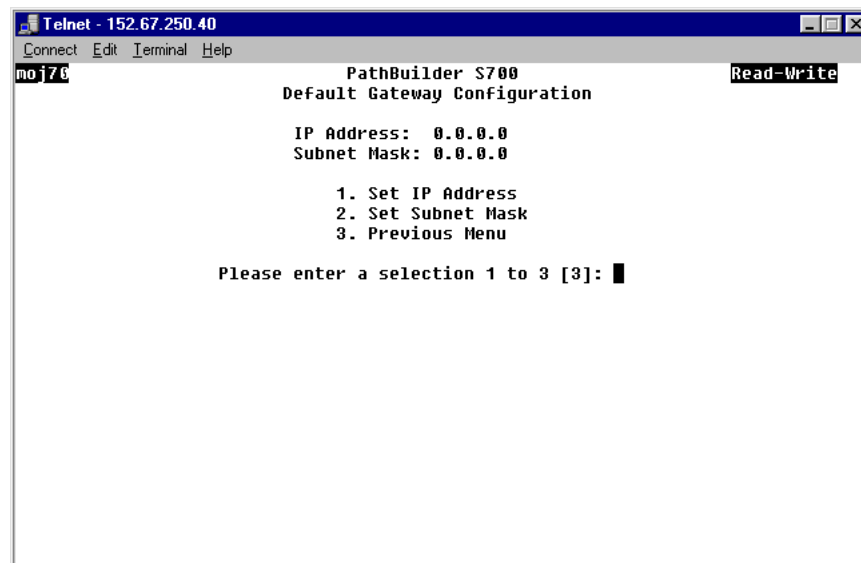 Telnet - 152.67.250.40
Connect Edit Terminal Help
moj70 PathBuilder S700 Read-Write
Default Gateway Configuration
IP Address: 0.0.0.0
Subnet Mask: 0.0.0.0
1. Set IP Address
2. Set Subnet Mask
3. Previous Menu
Please enter a selection 1 to 3 [3]: